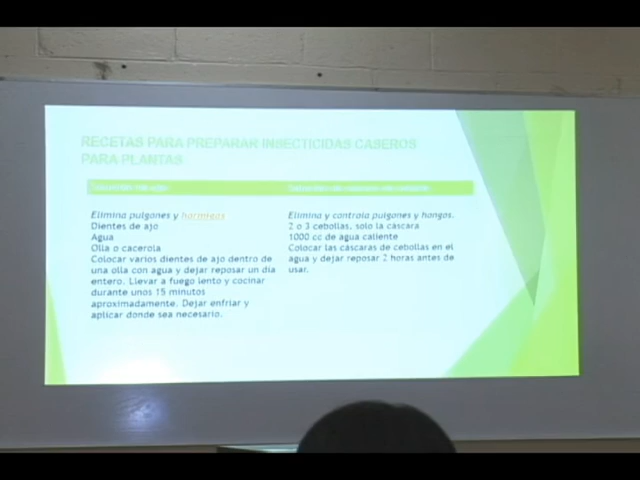 RECETAS PARA PREPARAR INSECTICIDAS CASEROS
PARA PLANTAS
Elimina pulgones y hormigas
Dientes de ajo
Agua
Olla o cacerola
Colocar varios dientes de ajo dentro de
una olla con agua y dejar reposar un día
entero. Llevar a fuego lento y cocinar
durante unos 15 minutos
aproximadamente. Dejar enfriar y
aplicar donde sea necesario.
Elimina y controla pulgones y hongos.
2 o 3 cebollas, solo la cáscara
1000 cc de agua caliente
Colocar las cáscaras de cebollas en el
agua y dejar reposar 2 horas antes de
usar.